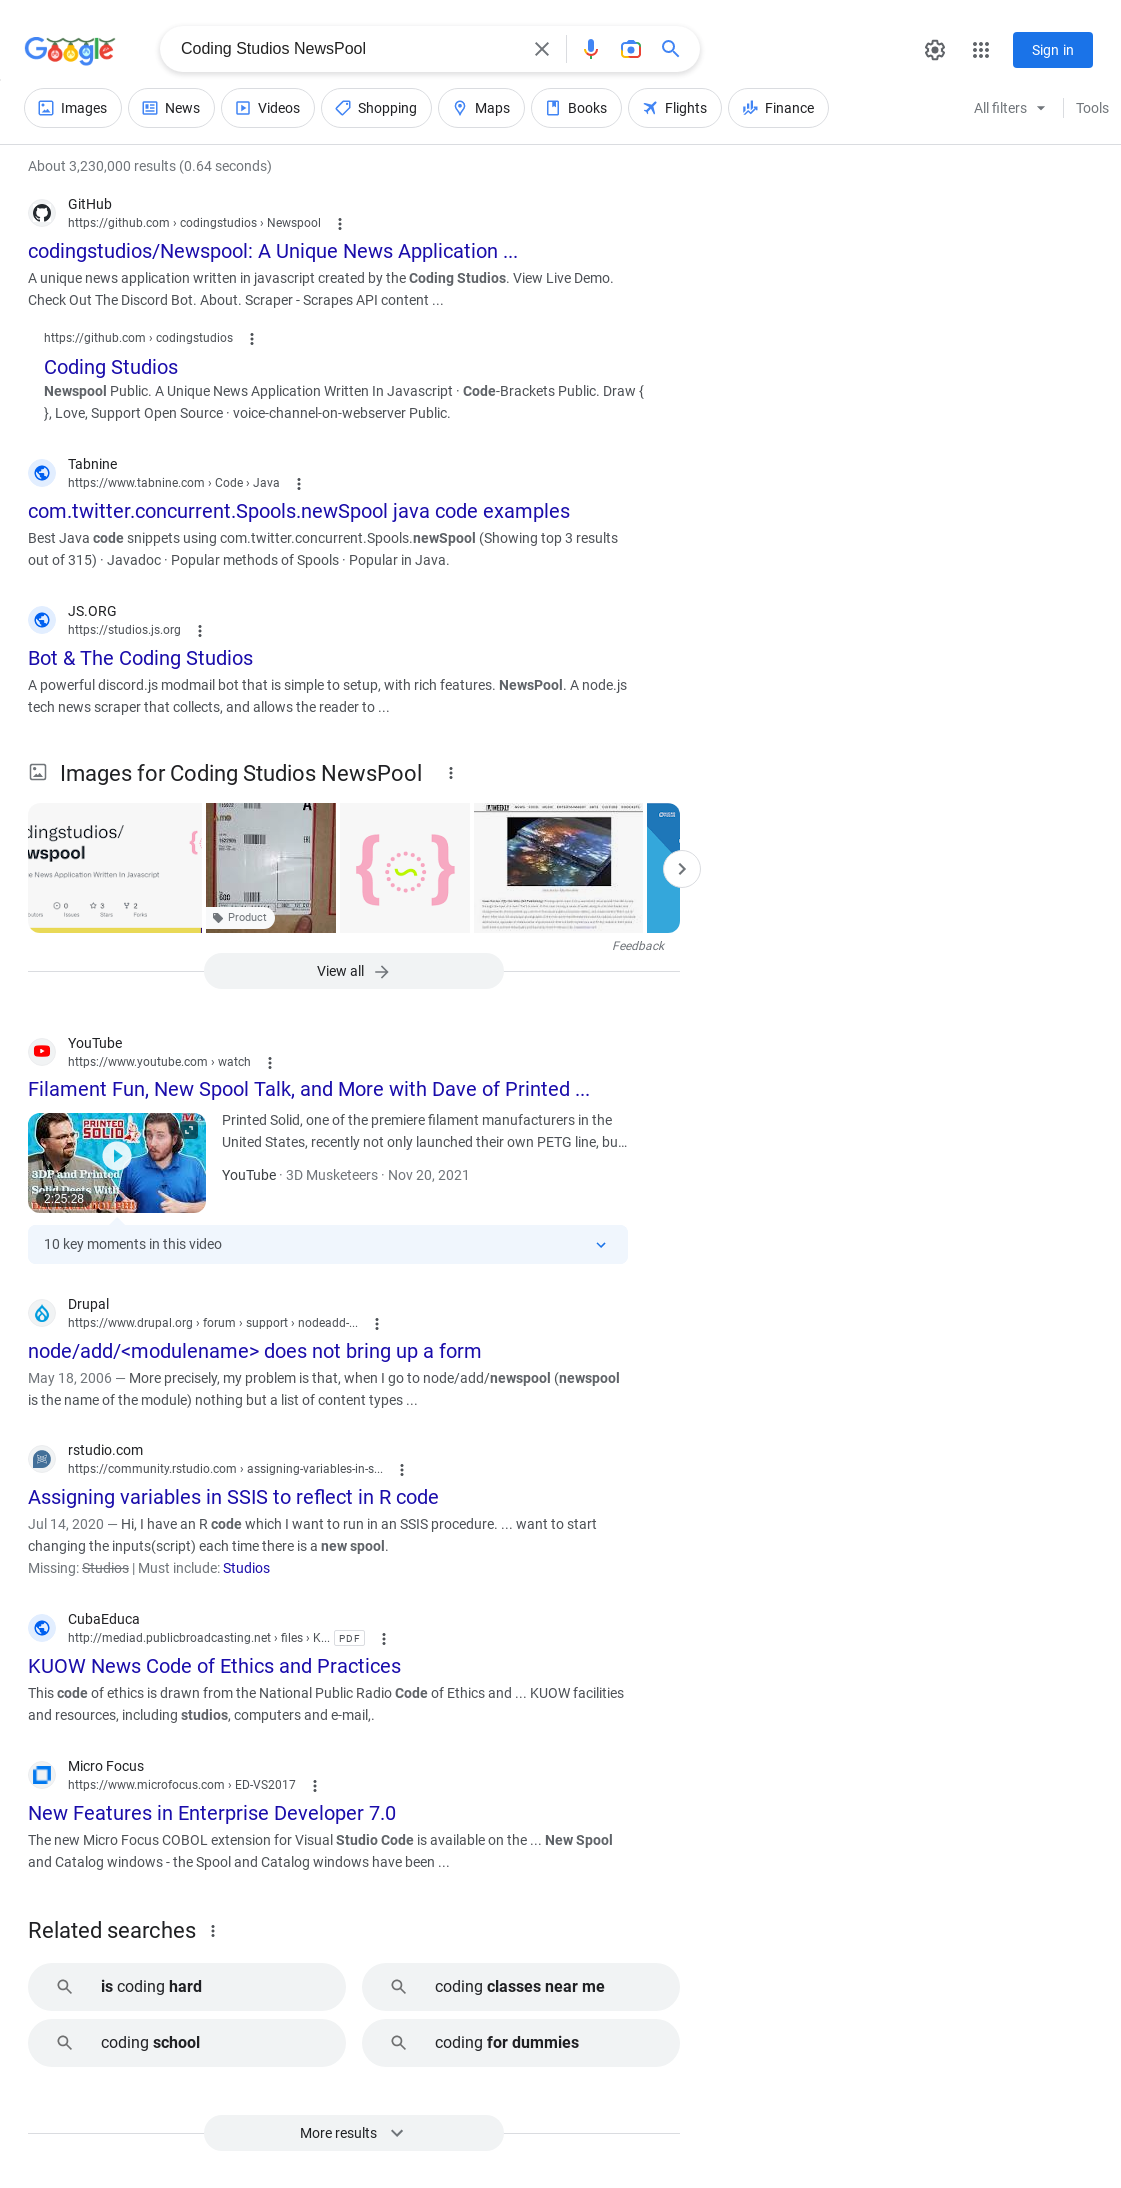 Google
Coding Studios NewsPool
Sign in
Images
News
Videos
Shopping
Maps
Books
Flights
Finance
All filters
Tools
About 3,230,000 results (0.64 seconds)
GitHub
https://github.com › codingstudios › Newspool
codingstudios/Newspool: A Unique News Application ...
A unique news application written in javascript created by the Coding Studios. View Live Demo.
Check Out The Discord Bot. About. Scraper - Scrapes API content ...
https://github.com › codingstudios
Coding Studios
Newspool Public. A Unique News Application Written In Javascript · Code-Brackets Public. Draw {
}, Love, Support Open Source · voice-channel-on-webserver Public.
Tabnine
https://www.tabnine.com › Code › Java
com.twitter.concurrent.Spools.newSpool java code examples
Best Java code snippets using com.twitter.concurrent.Spools.newSpool (Showing top 3 results
out of 315) · Javadoc · Popular methods of Spools · Popular in Java.
JS.ORG
https://studios.js.org
Bot & The Coding Studios
A powerful discord.js modmail bot that is simple to setup, with rich features. NewsPool. A node.js
tech news scraper that collects, and allows the reader to ...
Images for Coding Studios NewsPool
dingstudios/
wspool
e News Application Written In Javascript
0
3
2
Issues
Stars
Forks
Product
WEEKLY
Feedback
View all
YouTube
https://www.youtube.com › watch
Filament Fun, New Spool Talk, and More with Dave of Printed ...
PRINTED
SOLID
3DP and Printed
Solid Deets With
2:25:28
Printed Solid, one of the premiere filament manufacturers in the
United States, recently not only launched their own PETG line, bu...
YouTube · 3D Musketeers · Nov 20, 2021
10 key moments in this video
Drupal
https://www.drupal.org › forum › support › nodeadd-...
node/add/<modulename> does not bring up a form
May 18, 2006 — More precisely, my problem is that, when I go to node/add/newspool (newspool
is the name of the module) nothing but a list of content types ...
rstudio.com
https://community.rstudio.com › assigning-variables-in-s...
Assigning variables in SSIS to reflect in R code
Jul 14, 2020 — Hi, I have an R code which I want to run in an SSIS procedure. ... want to start
changing the inputs(script) each time there is a new spool.
Missing: Studios | Must include: Studios
CubaEduca
http://mediad.publicbroadcasting.net › files › K... PDF
KUOW News Code of Ethics and Practices
This code of ethics is drawn from the National Public Radio Code of Ethics and ... KUOW facilities
and resources, including studios, computers and e-mail,.
Micro Focus
https://www.microfocus.com › ED-VS2017
New Features in Enterprise Developer 7.0
The new Micro Focus COBOL extension for Visual Studio Code is available on the ... New Spool
and Catalog windows - the Spool and Catalog windows have been ...
Related searches
is coding hard
coding classes near me
coding school
coding for dummies
More results